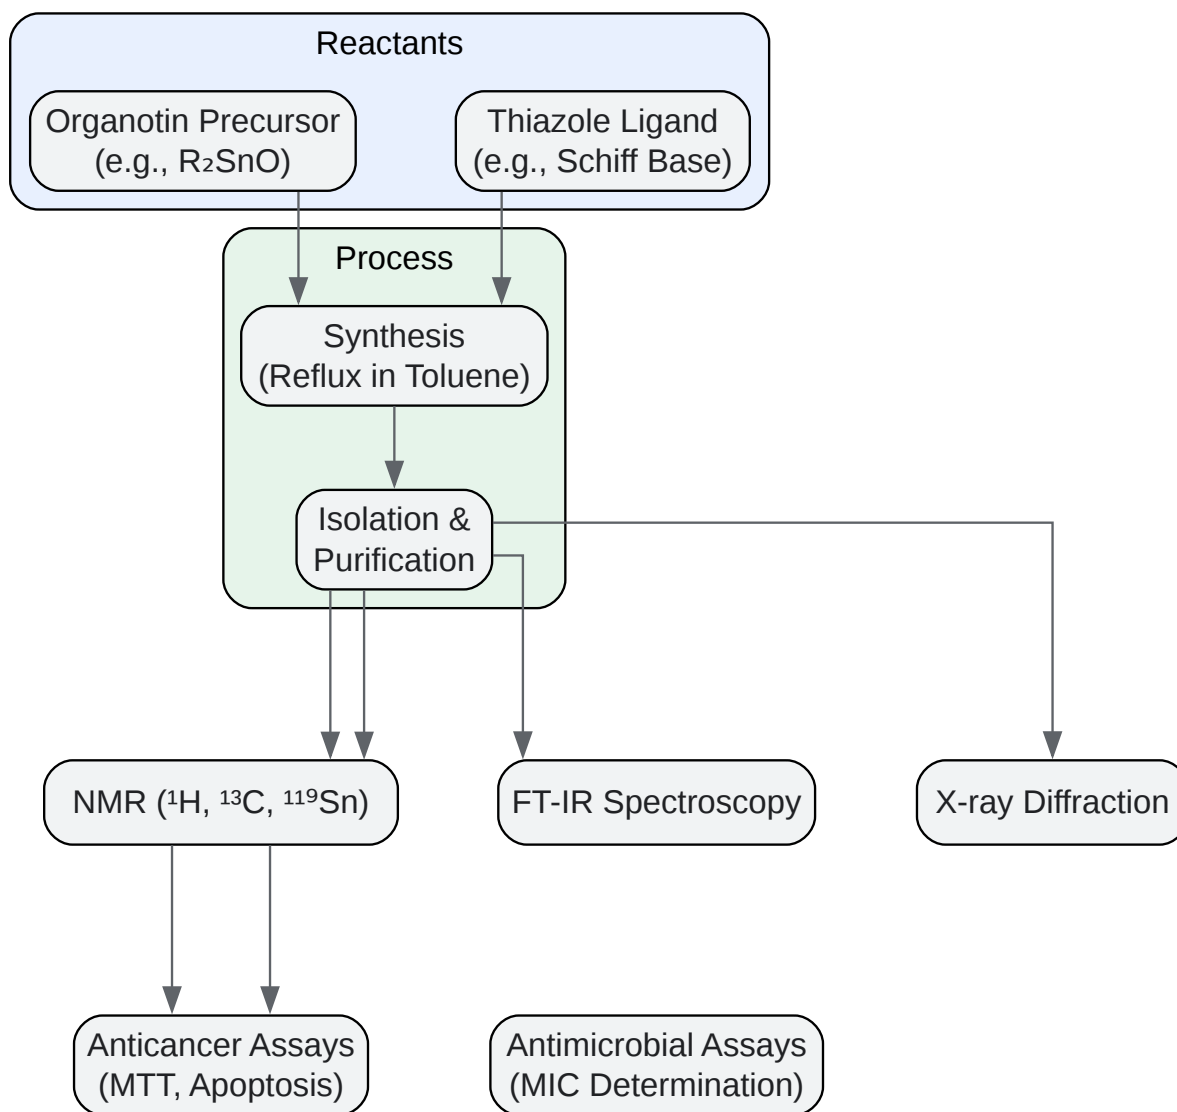 Reactants
Organotin Precursor
(e.g., R₂SnO)
Thiazole Ligand
(e.g., Schiff Base)
Process
Synthesis
(Reflux in Toluene)
Isolation &
Purification
NMR (¹H, ¹³C, ¹¹⁹Sn)
FT-IR Spectroscopy
X-ray Diffraction
Anticancer Assays
(MTT, Apoptosis)
Antimicrobial Assays
(MIC Determination)